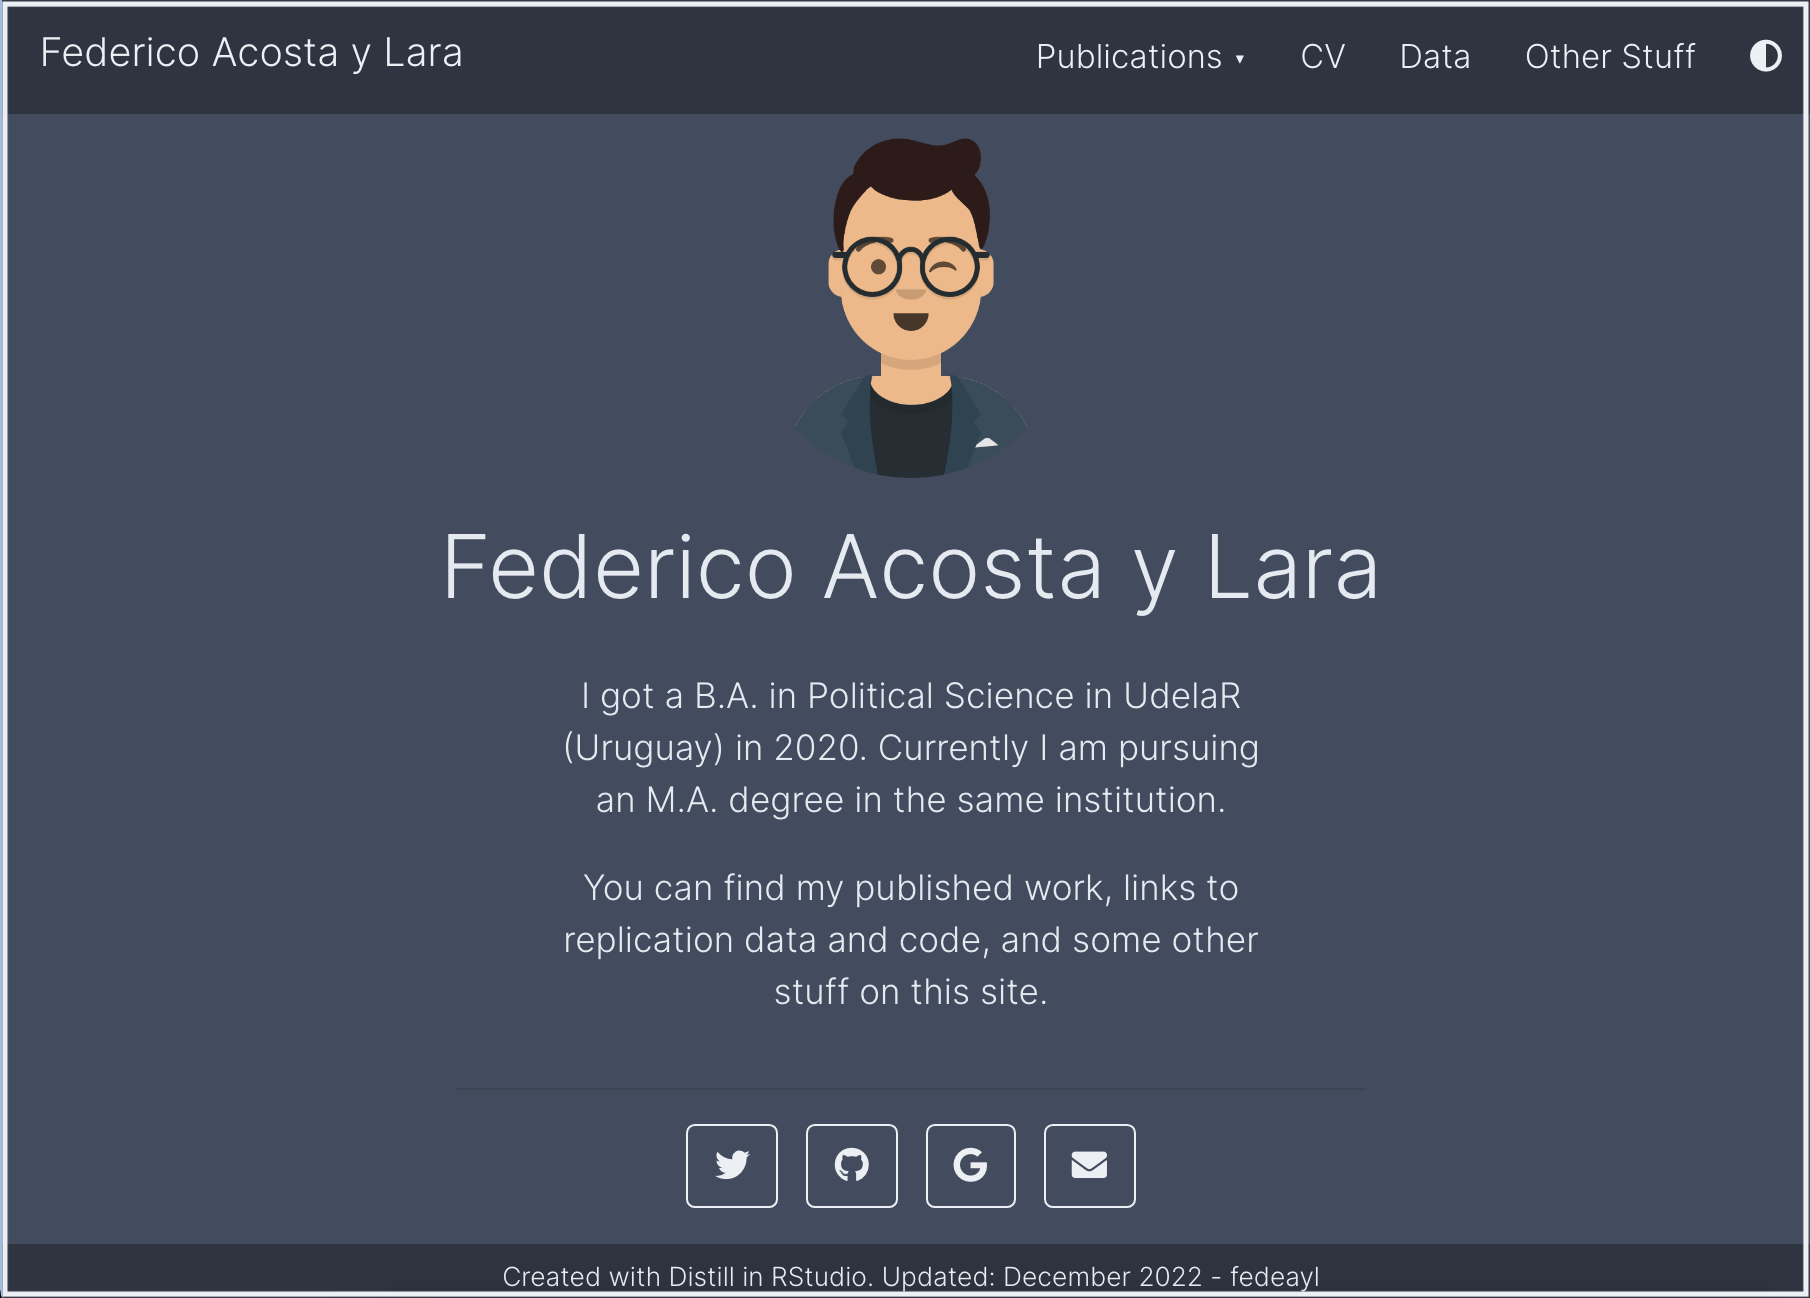 Federico Acosta y Lara
Publications ▾ CV Data Other Stuff
Federico Acosta y Lara
I got a B.A. in Political Science in UdelaR
(Uruguay) in 2020. Currently I am pursuing
an M.A. degree in the same institution.
You can find my published work, links to
replication data and code, and some other
stuff on this site.
Created with Distill in RStudio. Updated: December 2022 - fedeayl